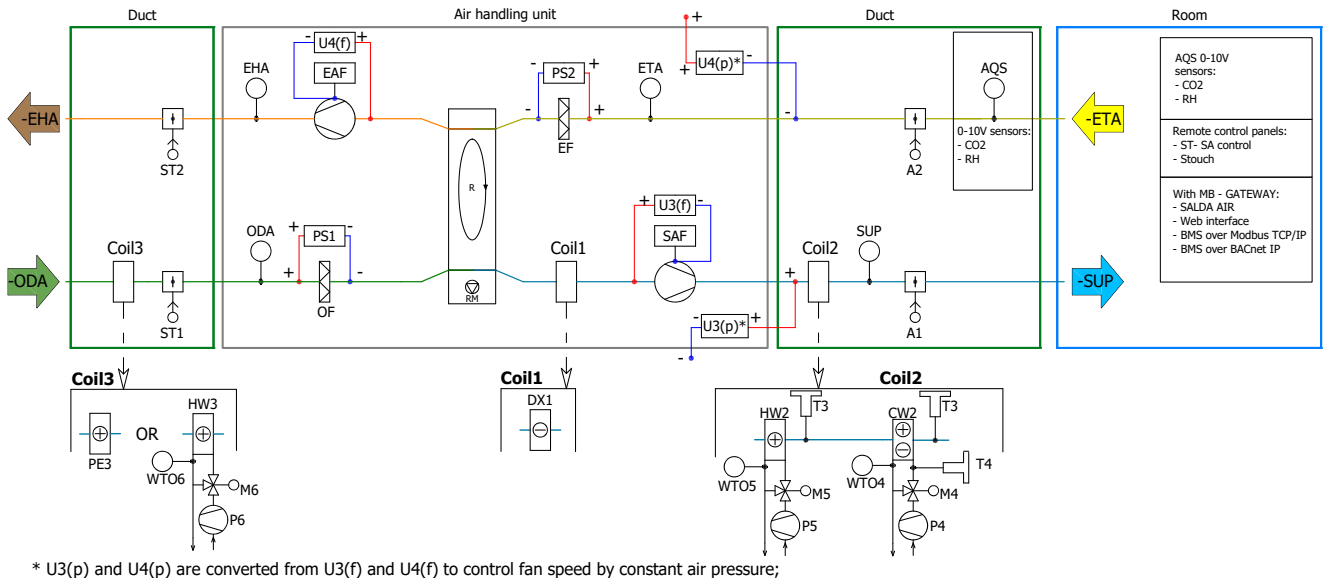 Duct
Air handling unit
Duct
Room
U4(f)
EAF
EHA
PS2
ETA
U4(p)*
AQS
AQS 0-10V
sensors:
- CO2
- RH
-EHA
ST2
R
EF
A2
0-10V sensors:
- CO2
- RH
-ETA
Remote control panels:
- ST- SA control
- Stouch
With MB - GATEWAY:
- SALDA AIR
- Web interface
- BMS over Modbus TCP/IP
- BMS over BACnet IP
Coil3
ODA
PS1
Coil1
U3(f)
SAF
Coil2
SUP
-ODA
ST1
OF
RM
U3(p)*
A1
-SUP
Coil3
HW3
OR
PE3
WTO6
M6
P6
Coil1
DX1
Coil2
HW2
T3
CW2
T3
WTO5
M5
P5
WTO4
T4
M4
P4
* U3(p) and U4(p) are converted from U3(f) and U4(f) to control fan speed by constant air pressure;